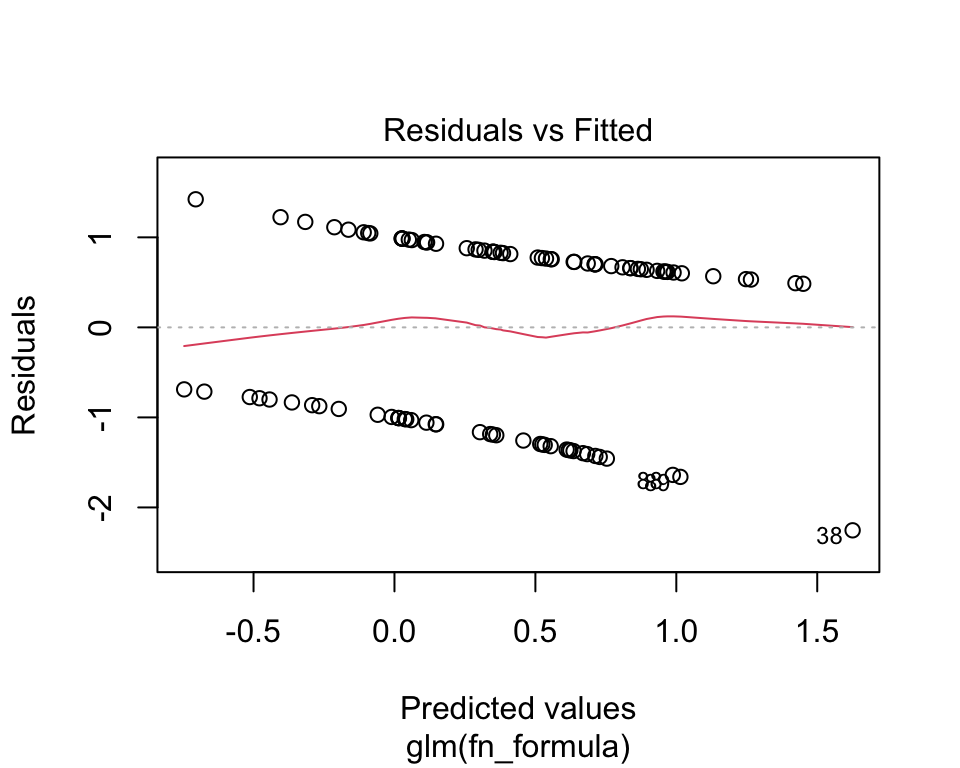 Residuals vs Fitted
Residuals
1
0
-1
-2
38
-0.5
0.0
0.5
1.0
1.5
Predicted values
glm(fn_formula)